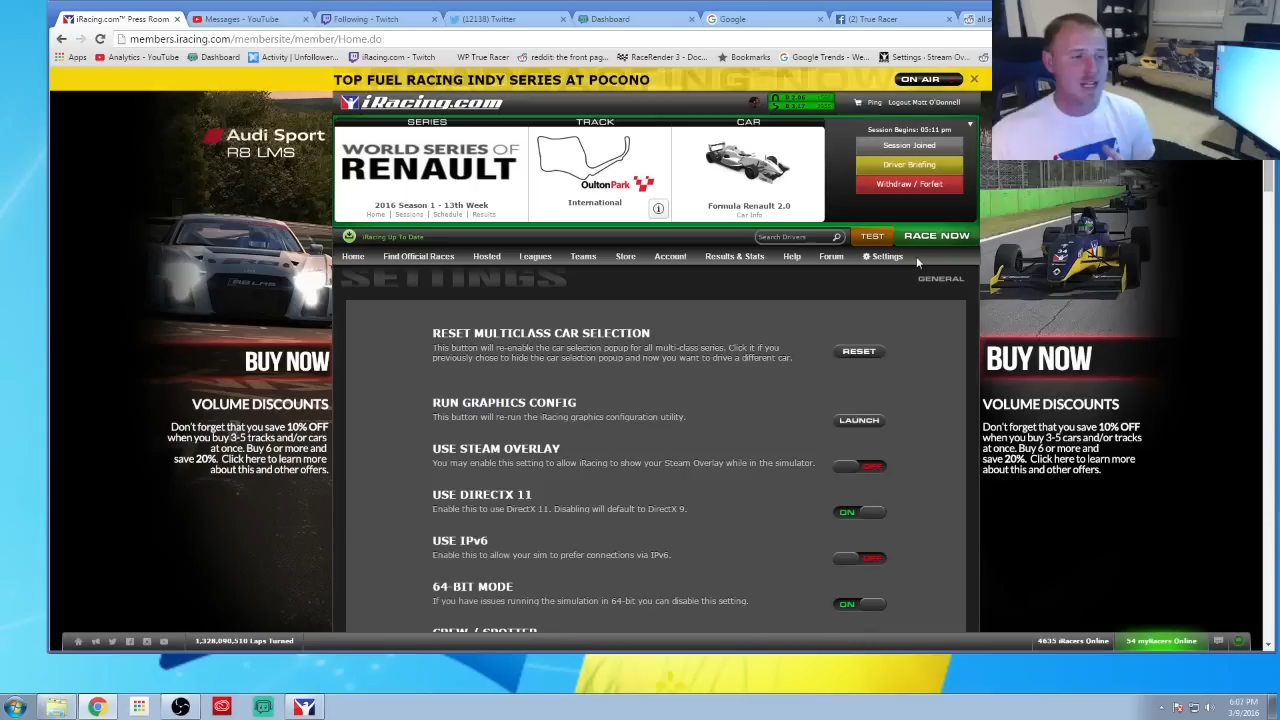 iRacing.com™ Press Room
Messages - YouTube
Following - Twitch
(12138) Twitter
Dashboard
Google
(2) True Racer
all p
members.iracing.com/membersite/member/Home.do
Apps
Analytics - YouTube
Dashboard
Activity | Unfollower...
iRacing.com - Twitch
WP True Racer
reddit: the front pag...
RaceRender 3 - Docu...
Bookmarks
Google Trends - We...
Settings - Stream Ov...
TOP FUEL RACING INDY SERIES AT POCONO
ON AIR
iRacing.com
Ping
Logout Matt O'Donnell
SERIES
TRACK
CAR
Session Begins: 05:11 pm
WORLD SERIES OF
RENAULT
2016 Season 1 - 13th Week
Home | Sessions | Schedule | Results
OultonPark
International
Formula Renault 2.0
Car Info
Session Joined
Driver Briefing
Withdraw / Forfeit
Audi Sport
R8 LMS
iRacing Up To Date
Search Drivers
TEST
RACE NOW
Home
Find Official Races
Hosted
Leagues
Teams
Store
Account
Results & Stats
Help
Forum
Settings
SETTINGS
GENERAL
RESET MULTICLASS CAR SELECTION
This button will re-enable the car selection popup for all multi-class series. Click it if you
previously chose to hide the car selection popup and now you want to drive a different car.
RESET
RUN GRAPHICS CONFIG
This button will re-run the iRacing graphics configuration utility.
LAUNCH
USE STEAM OVERLAY
You may enable this setting to allow iRacing to show your Steam Overlay while in the simulator.
OFF
USE DIRECTX 11
Enable this to use DirectX 11. Disabling will default to DirectX 9.
ON
USE IPv6
Enable this to allow your sim to prefer connections via IPv6.
OFF
64-BIT MODE
If you have issues running the simulation in 64-bit you can disable this setting.
ON
CREW / SPOTTER
BUY NOW
VOLUME DISCOUNTS
Don't forget that you save 10% OFF
when you buy 3-5 tracks and/or cars
at once. Buy 6 or more and
save 20%. Click here to learn more
about this and other offers.
BUY NOW
VOLUME DISCOUNTS
Don't forget that you save 10% OFF
when you buy 3-5 cars and/or tracks
at once. Buy 6 or more and
save 20%. Click here to learn more
about this and other offers.
1,328,090,510 Laps Turned
4635 iRacers Online
54 myRacers Online
6:07 PM
3/9/2016